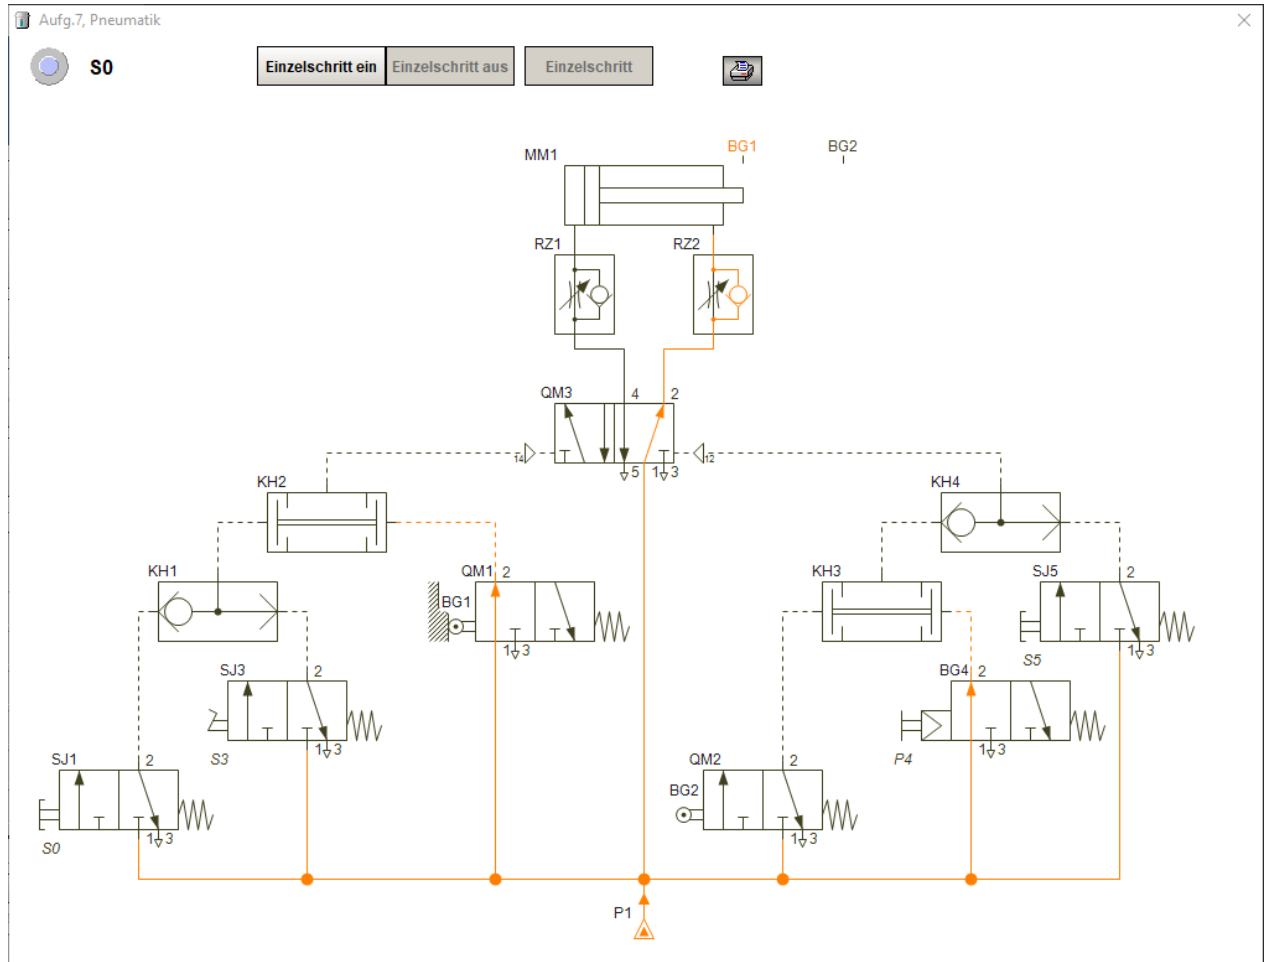 Aufg.7, Pneumatik
S0
Einzelschritt ein
Einzelschritt aus
Einzelschritt
BG1
BG2
MM1
RZ1
RZ2
QM3
4
2
14
12
5
1
3
KH2
KH4
KH1
QM1
2
BG1
1
3
KH3
SJ5
2
1
3
S5
SJ3
2
1
3
S3
BG4
2
1
3
P4
SJ1
2
1
3
S0
QM2
2
BG2
1
3
P1